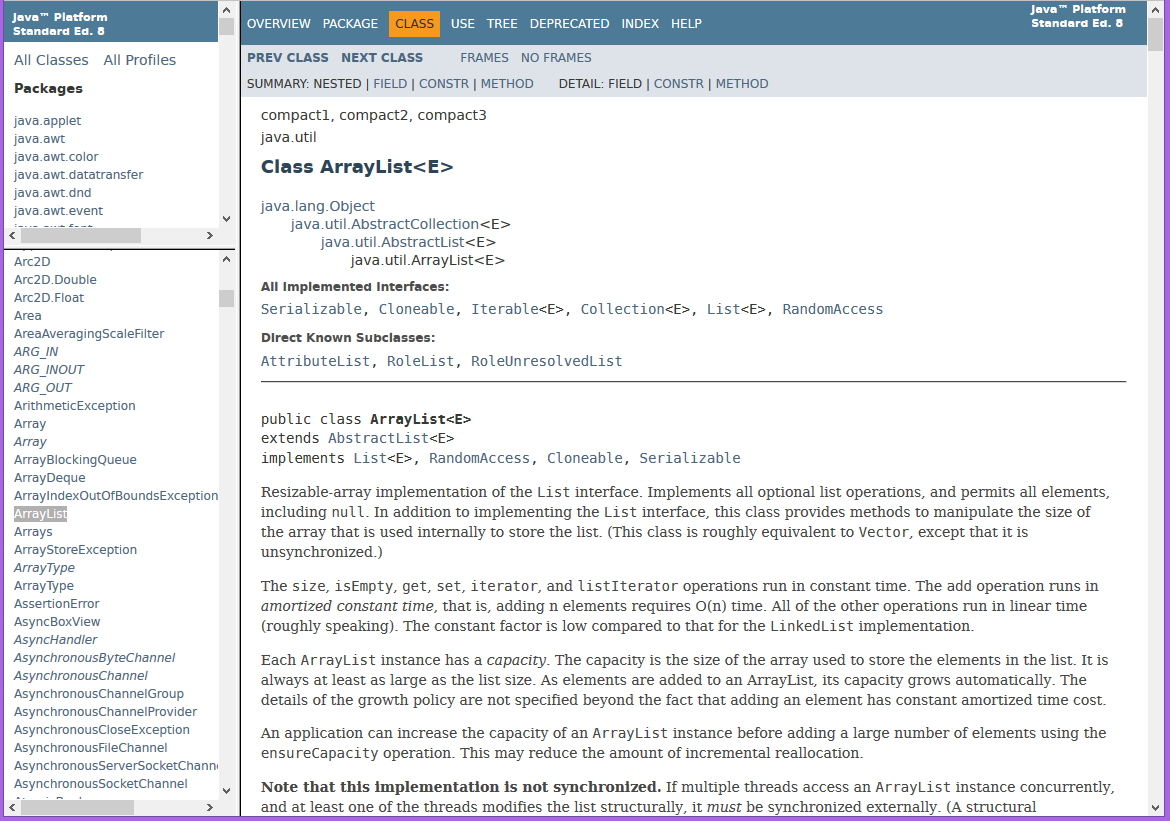 Java™ Platform
Standard Ed. 8
All Classes All Profiles
Packages
java.applet
java.awt
java.awt.color
java.awt.datatransfer
java.awt.dnd
java.awt.event
Arc2D
Arc2D.Double
Arc2D.Float
Area
AreaAveragingScaleFilter
ARG_IN
ARG_INOUT
ARG_OUT
ArithmeticException
Array
Array
ArrayBlockingQueue
ArrayDeque
ArrayIndexOutOfBoundsException
ArrayList
Arrays
ArrayStoreException
ArrayType
ArrayType
AssertionError
AsyncBoxView
AsyncHandler
AsynchronousByteChannel
AsynchronousChannel
AsynchronousChannelGroup
AsynchronousChannelProvider
AsynchronousCloseException
AsynchronousFileChannel
AsynchronousServerSocketChann
AsynchronousSocketChannel
OVERVIEW PACKAGE CLASS USE TREE DEPRECATED INDEX HELP
Java™ Platform
Standard Ed. 8
PREV CLASS NEXT CLASS FRAMES NO FRAMES
SUMMARY: NESTED | FIELD | CONSTR | METHOD DETAIL: FIELD | CONSTR | METHOD
compact1, compact2, compact3
java.util
Class ArrayList<E>
java.lang.Object
java.util.AbstractCollection<E>
java.util.AbstractList<E>
java.util.ArrayList<E>
All Implemented Interfaces:
Serializable, Cloneable, Iterable<E>, Collection<E>, List<E>, RandomAccess
Direct Known Subclasses:
AttributeList, RoleList, RoleUnresolvedList
public class ArrayList<E>
extends AbstractList<E>
implements List<E>, RandomAccess, Cloneable, Serializable
Resizable-array implementation of the List interface. Implements all optional list operations, and permits all elements,
including null. In addition to implementing the List interface, this class provides methods to manipulate the size of
the array that is used internally to store the list. (This class is roughly equivalent to Vector, except that it is
unsynchronized.)
The size, isEmpty, get, set, iterator, and listIterator operations run in constant time. The add operation runs in
amortized constant time, that is, adding n elements requires O(n) time. All of the other operations run in linear time
(roughly speaking). The constant factor is low compared to that for the LinkedList implementation.
Each ArrayList instance has a capacity. The capacity is the size of the array used to store the elements in the list. It is
always at least as large as the list size. As elements are added to an ArrayList, its capacity grows automatically. The
details of the growth policy are not specified beyond the fact that adding an element has constant amortized time cost.
An application can increase the capacity of an ArrayList instance before adding a large number of elements using the
ensureCapacity operation. This may reduce the amount of incremental reallocation.
Note that this implementation is not synchronized. If multiple threads access an ArrayList instance concurrently,
and at least one of the threads modifies the list structurally, it must be synchronized externally. (A structural